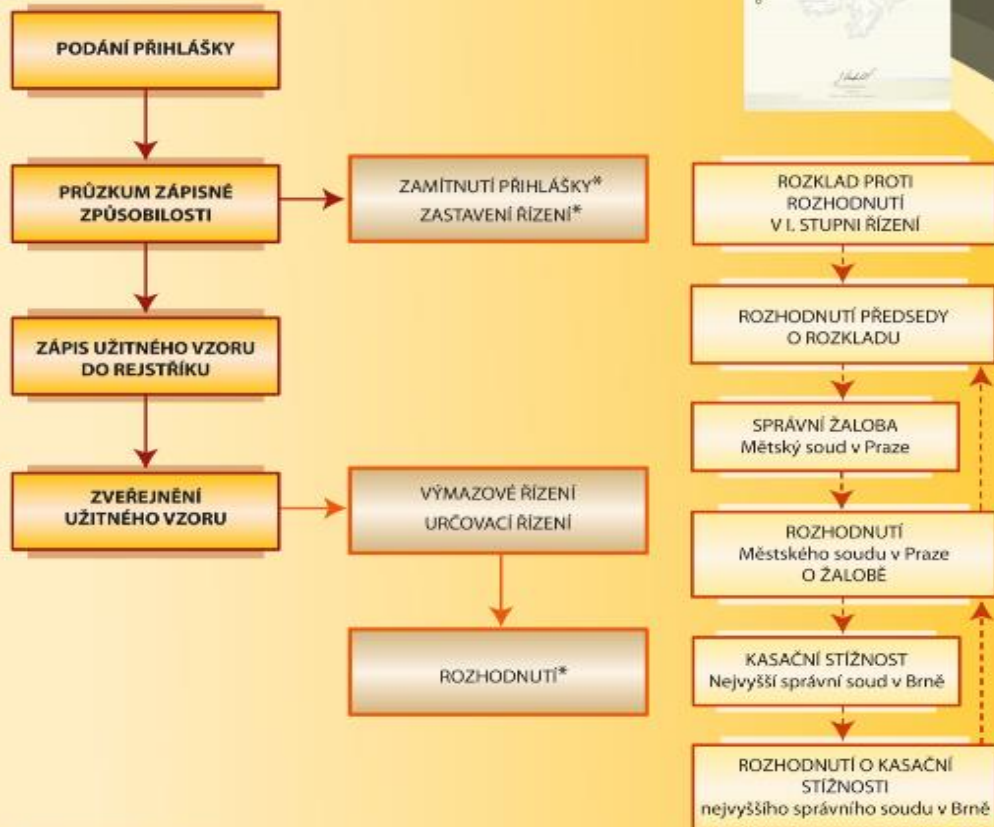 PODÁNÍ PŘIHLÁŠKY
PRŮZKUM ZÁPISNÉ
ZPŮSOBILOSTI
ZAMÍTNUTÍ PŘIHLÁŠKY*
ZASTAVENÍ ŘÍZENÍ*
ZÁPIS UŽITNÉHO VZORU
DO REJSTŘÍKU
ZVEŘEJNĚNÍ
UŽITNÉHO VZORU
VÝMAZOVÉ ŘÍZENÍ
URČOVACÍ ŘÍZENÍ
ROZHODNUTÍ*
ROZKLAD PROTI
ROZHODNUTÍ
V I. STUPNI ŘÍZENÍ
ROZHODNUTÍ PŘEDSEDY
O ROZKLADU
SPRÁVNÍ ŽALOBA
Mětský soud v Praze
ROZHODNUTÍ
Městského soudu v Praze
O ŽALOBĚ
KASAČNÍ STÍŽNOST
Nejvyšší správní soud v Brně
ROZHODNUTÍ O KASAČNÍ
STÍŽNOSTI
nejvyššího správního soudu v Brně